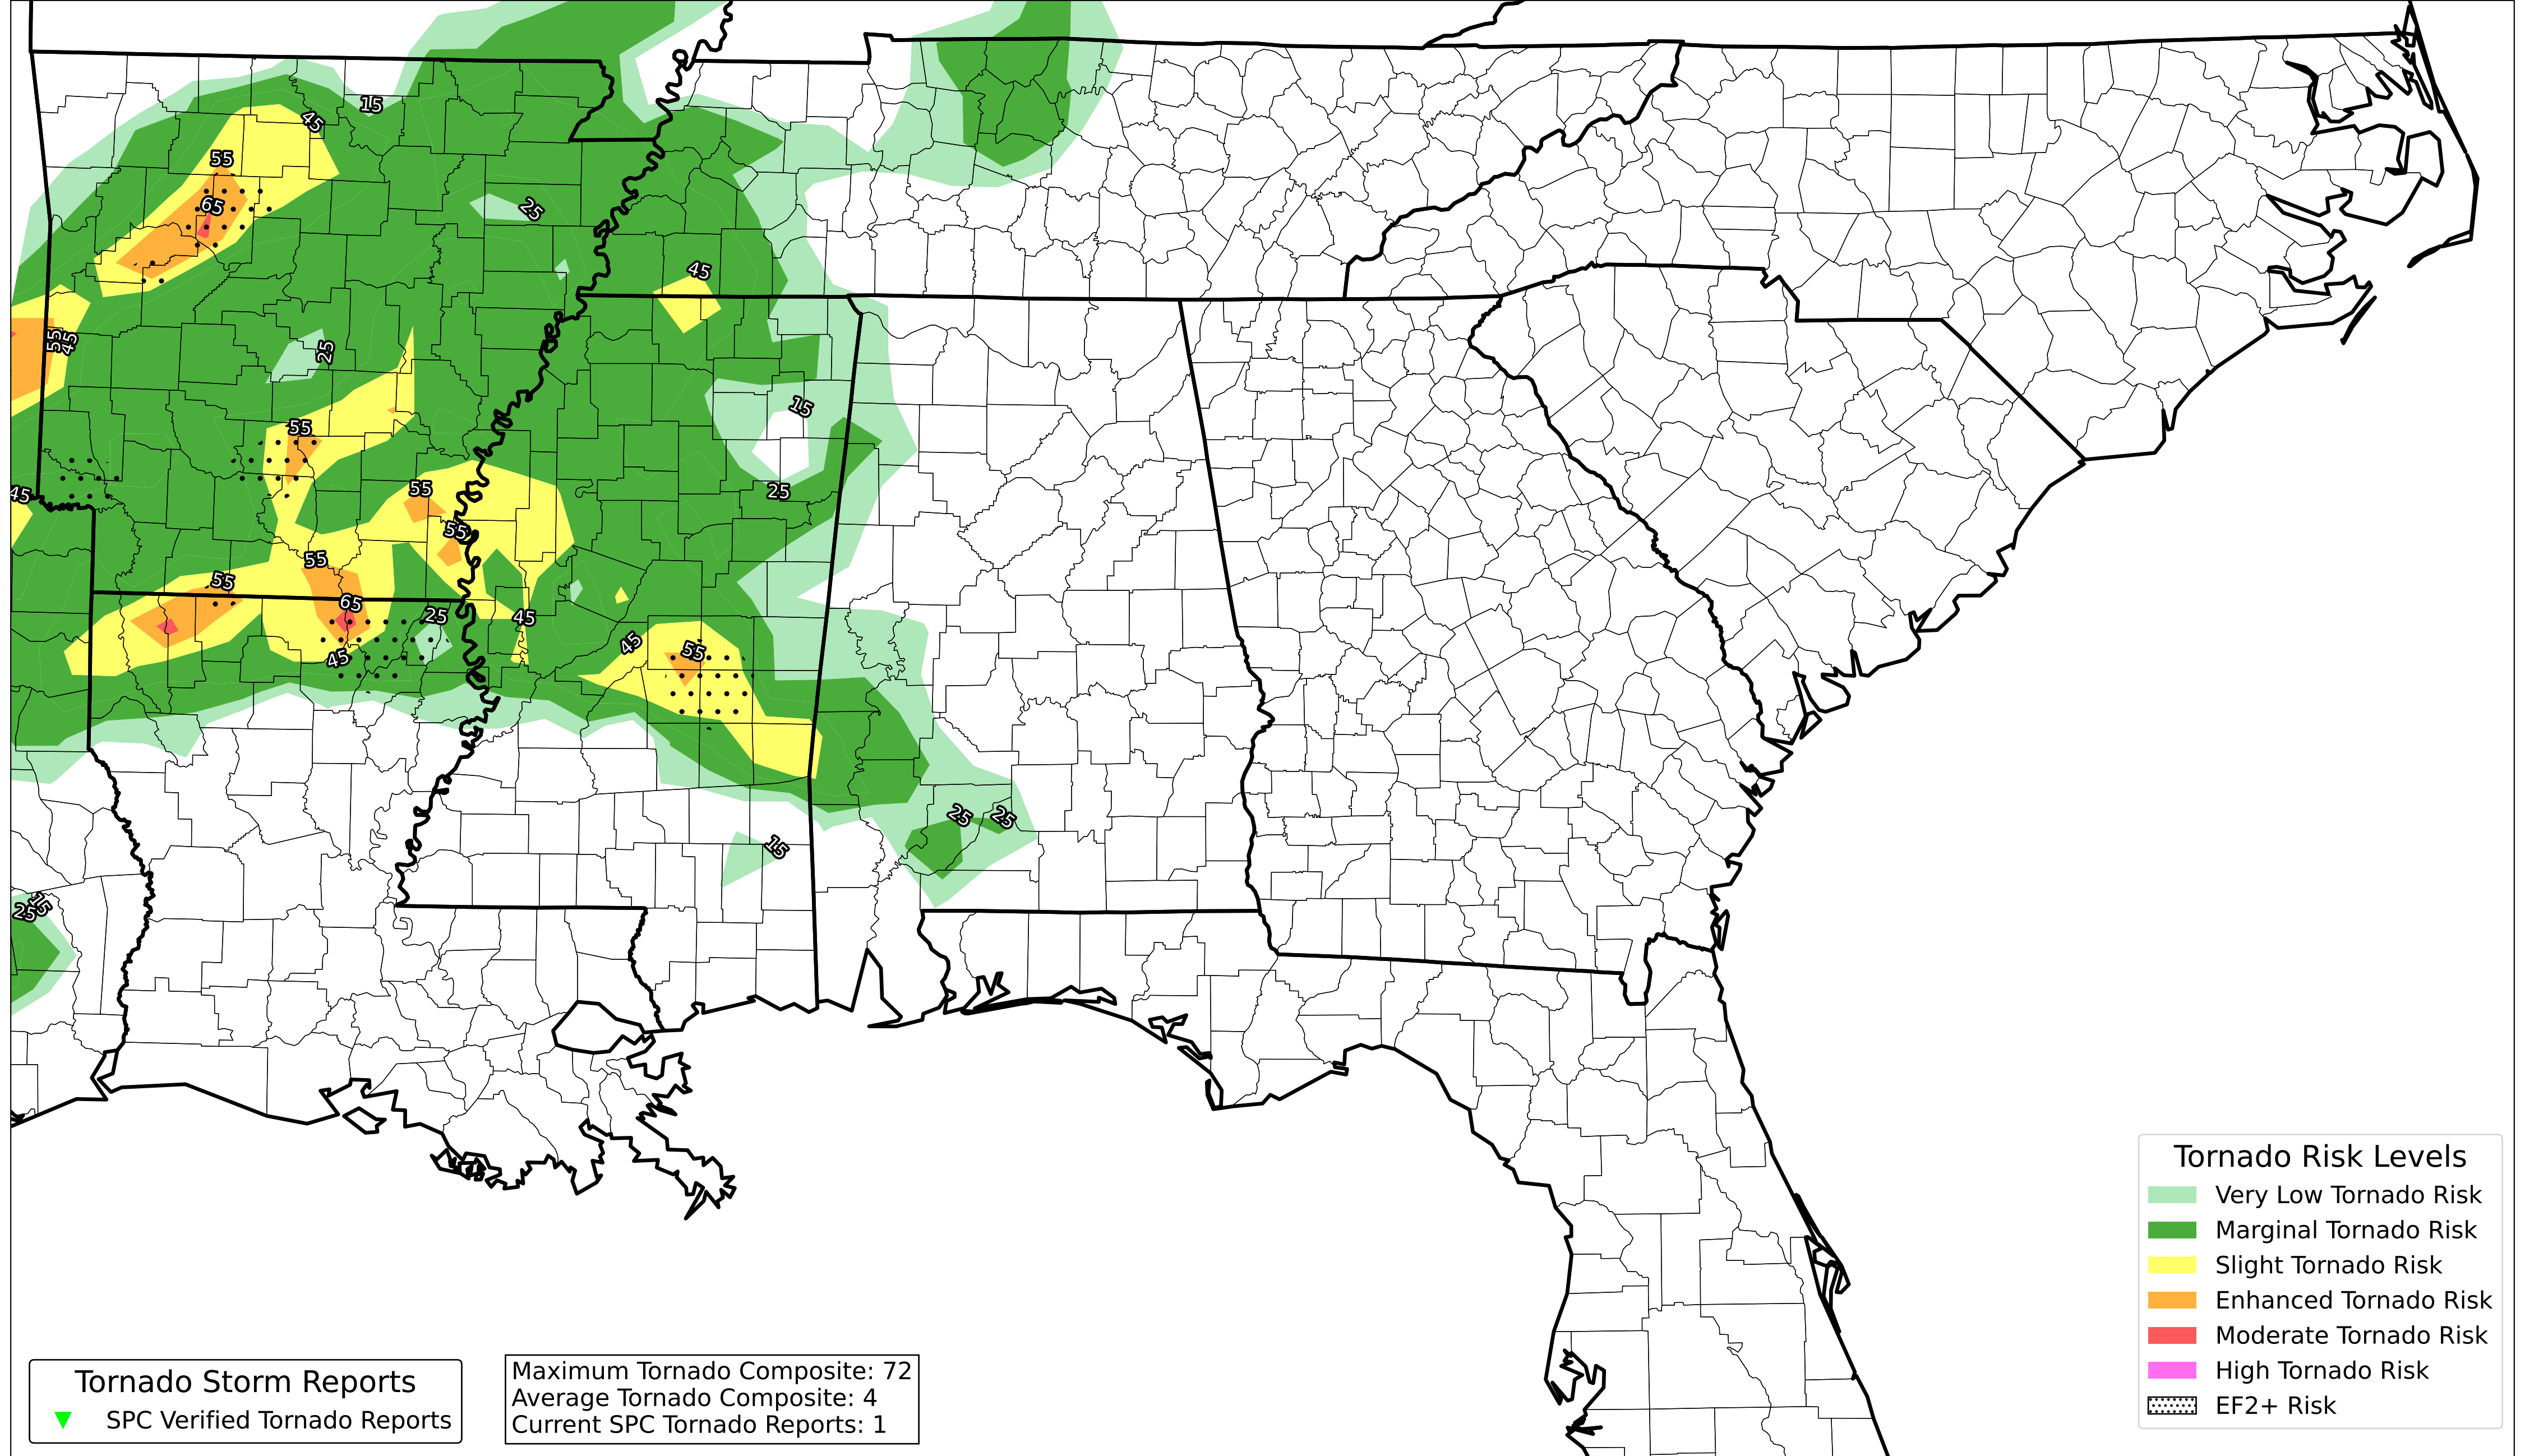 15
45
55
65
25
45
55
45
25
15
55
45
25
55
55
55
55
65
25
45
45
45
55
25
25
15
15
25
Tornado Risk Levels
Very Low Tornado Risk
Marginal Tornado Risk
Slight Tornado Risk
Enhanced Tornado Risk
Moderate Tornado Risk
High Tornado Risk
EF2+ Risk
Tornado Storm Reports
SPC Verified Tornado Reports
Maximum Tornado Composite: 72
Average Tornado Composite: 4
Current SPC Tornado Reports: 1